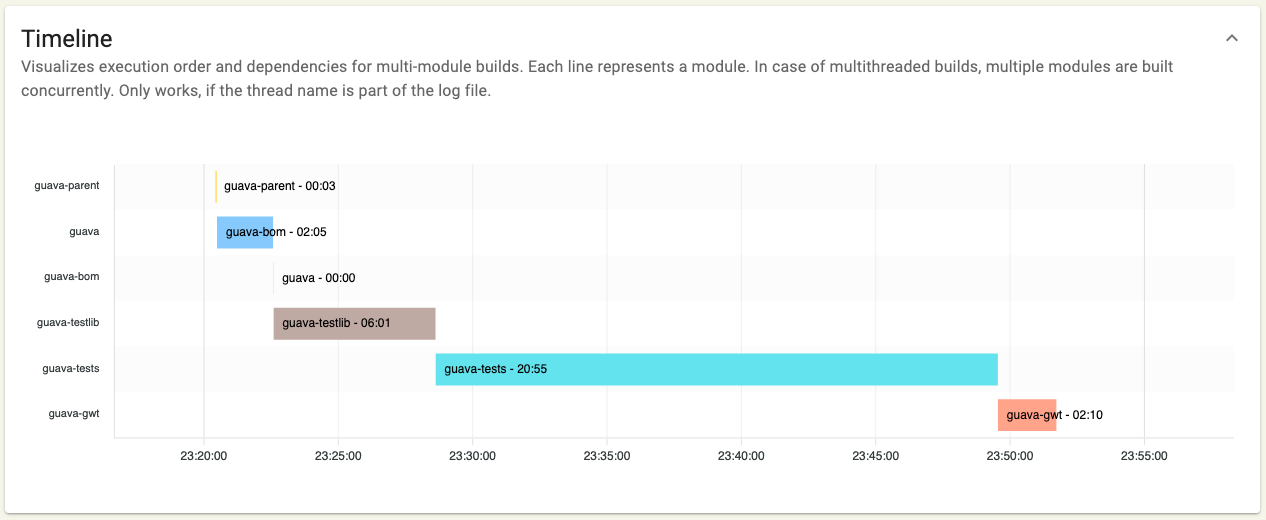 Timeline
Visualizes execution order and dependencies for multi-module builds. Each line represents a module. In case of multithreaded builds, multiple modules are built
concurrently. Only works, if the thread name is part of the log file.
guava-parent guava-parent - 00:03
guava guava-bom - 02:05
guava-bom guava - 00:00
guava-testlib guava-testlib - 06:01
guava-tests guava-tests - 20:55
guava-gwt guava-gwt - 02:10
23:20:00 23:25:00 23:30:00 23:35:00 23:40:00 23:45:00 23:50:00 23:55:00